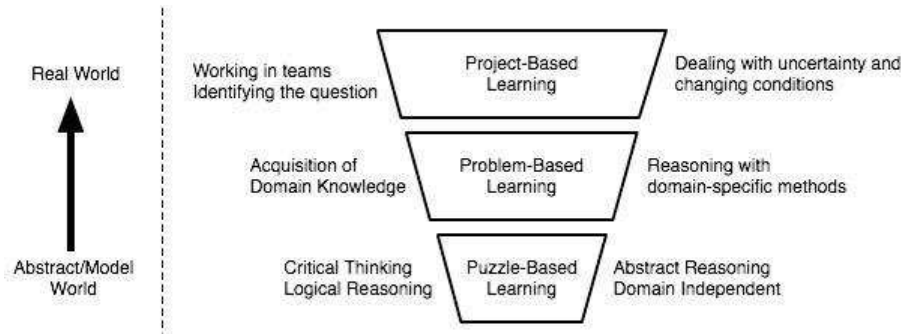 Real World
Abstract/Model
World
Working in teams
Identifying the question
Project-Based
Learning
Dealing with uncertainty and
changing conditions
Acquisition of
Domain Knowledge
Problem-Based
Learning
Reasoning with
domain-specific methods
Critical Thinking
Logical Reasoning
Puzzle-Based
Learning
Abstract Reasoning
Domain Independent